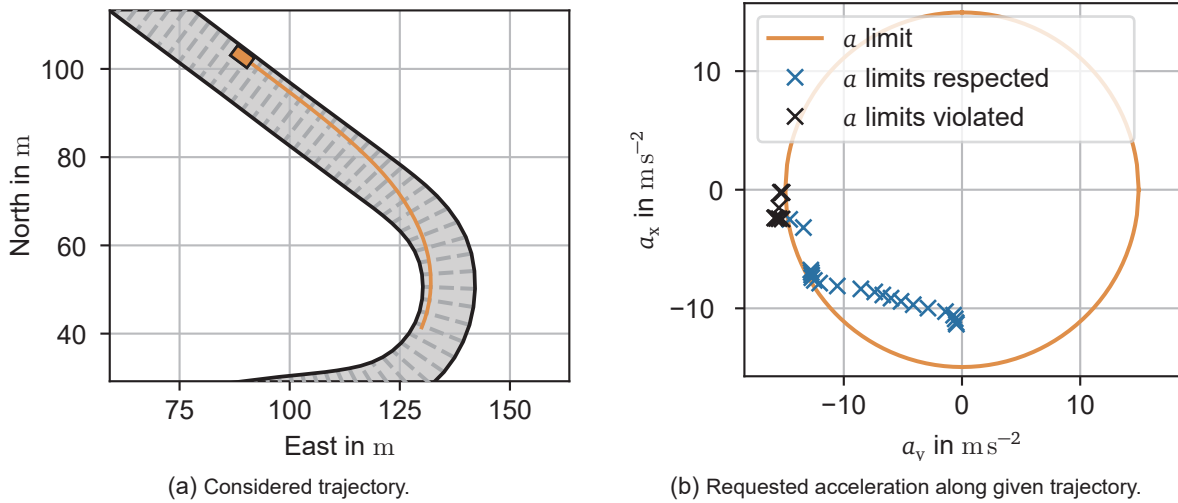 100
80
60
40
North in m
75
100
125
150
East in m
(a) Considered trajectory.
a limit
a limits respected
a limits violated
10
0
−10
aₓ in m s⁻²
−10
0
10
a_y in m s⁻²
(b) Requested acceleration along given trajectory.